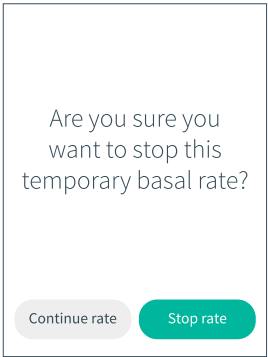 Are you sure you
want to stop this
temporary basal rate?
Continue rate
Stop rate